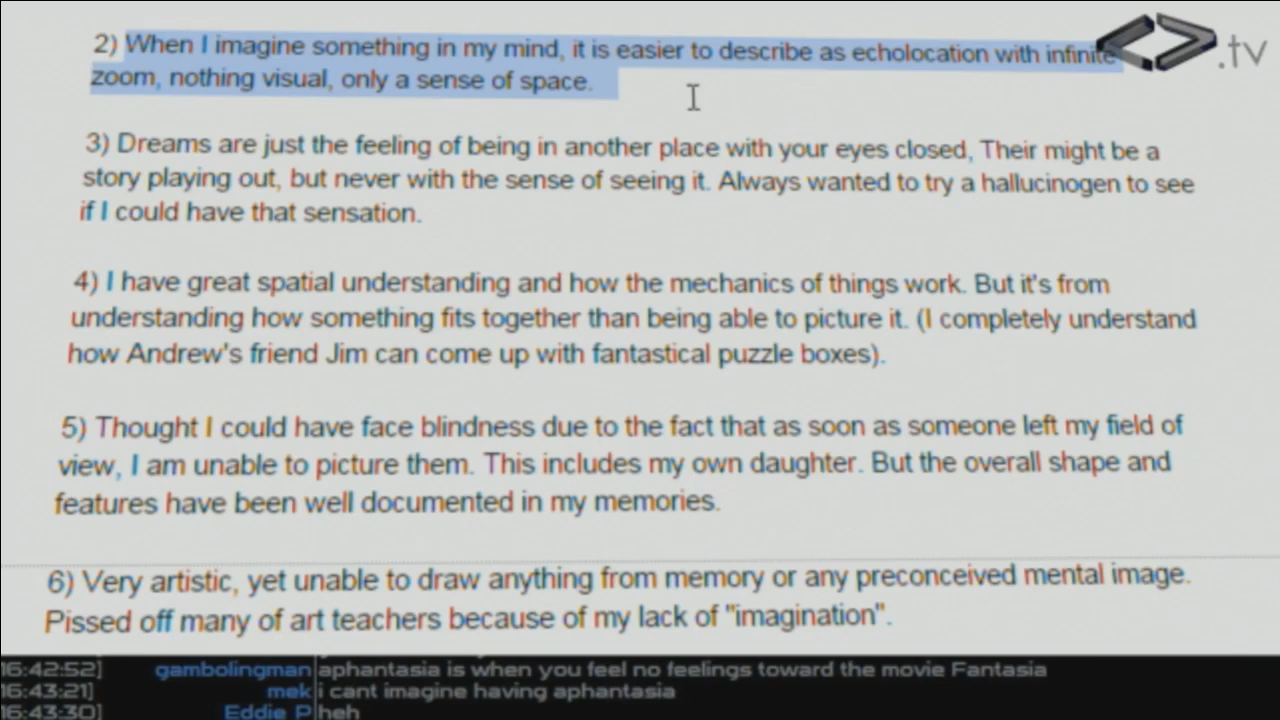 2) When I imagine something in my mind, it is easier to describe as echolocation with infinite
zoom, nothing visual, only a sense of space.
.tv
3) Dreams are just the feeling of being in another place with your eyes closed, Their might be a
story playing out, but never with the sense of seeing it. Always wanted to try a hallucinogen to see
if I could have that sensation.
4) I have great spatial understanding and how the mechanics of things work. But it's from
understanding how something fits together than being able to picture it. (I completely understand
how Andrew's friend Jim can come up with fantastical puzzle boxes).
5) Thought I could have face blindness due to the fact that as soon as someone left my field of
view, I am unable to picture them. This includes my own daughter. But the overall shape and
features have been well documented in my memories.
6) Very artistic, yet unable to draw anything from memory or any preconceived mental image.
Pissed off many of art teachers because of my lack of "imagination".
16:42:52] gambolingman aphantasia is when you feel no feelings toward the movie Fantasia
16:43:21] mek i cant imagine having aphantasia
16:43:30] Eddie P heh